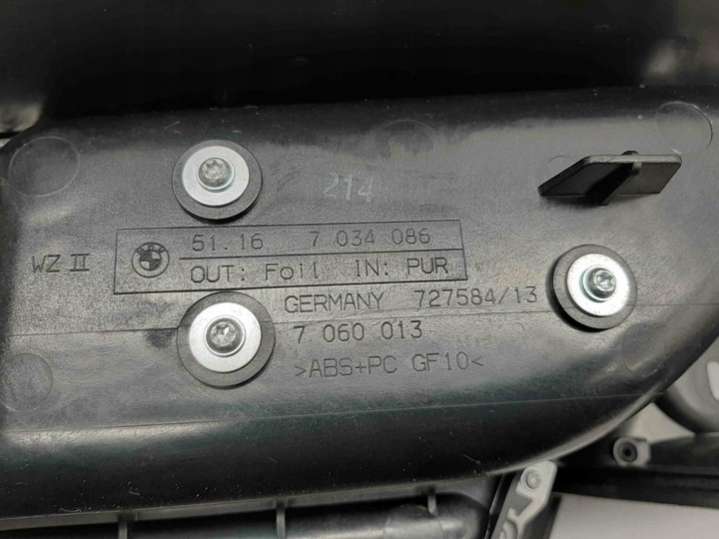 214
51.16 7 034 086
WZ II
OUT: Foil IN: PUR
GERMANY 727584/13
7 060 013
>ABS+PC GF10<